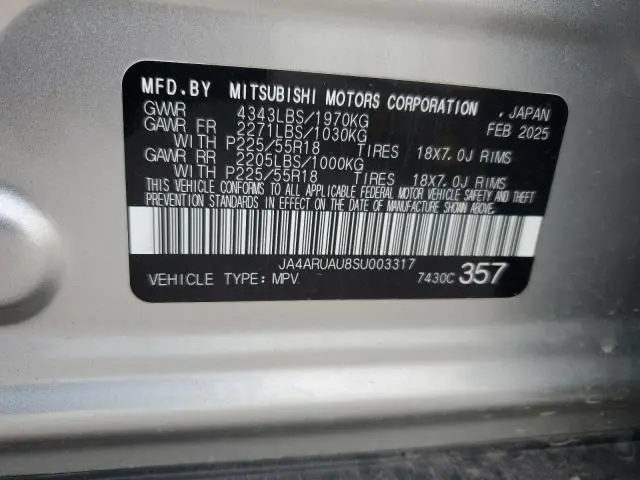 MFD.BY MITSUBISHI MOTORS CORPORATION , JAPAN
GVWR 4343LBS/1970KG FEB 2025
GAWR FR 2271LBS/1030KG
WITH P225/55R18 TIRES 18X7.0J RIMS
GAWR RR 2205LBS/1000KG
WITH P225/55R18 TIRES 18X7.0J RIMS
THIS VEHICLE CONFORMS TO ALL APPLICABLE FEDERAL MOTOR VEHICLE SAFETY AND THEFT
PREVENTION STANDARDS IN EFFECT ON THE DATE OF MANUFACTURE SHOWN ABOVE.
JA4ARUAU8SU003317
VEHICLE TYPE: MPV 7430C 357